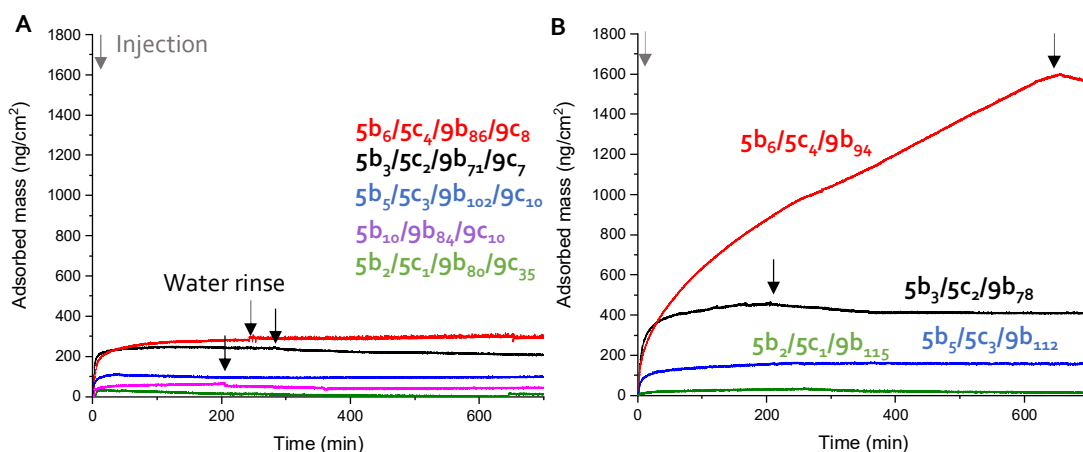 A
Injection
Adsorbed mass (ng/cm²)
1800
1600
1400
1200
1000
800
600
400
200
0
5b₆/5c₄/9b₈₆/9c₈
5b₃/5c₂/9b₇₁/9c₇
5b₅/5c₃/9b₁₀₂/9c₁₀
5b₁₀/9b₈₄/9c₁₀
5b₂/5c₁/9b₈₀/9c₃₅
Water rinse
0 200 400 600
Time (min)
B
Adsorbed mass (ng/cm²)
1800
1600
1400
1200
1000
800
600
400
200
0
5b₆/5c₄/9b₉₄
5b₃/5c₂/9b₇₈
5b₂/5c₁/9b₁₁₅
5b₅/5c₃/9b₁₁₂
0 200 400 600
Time (min)